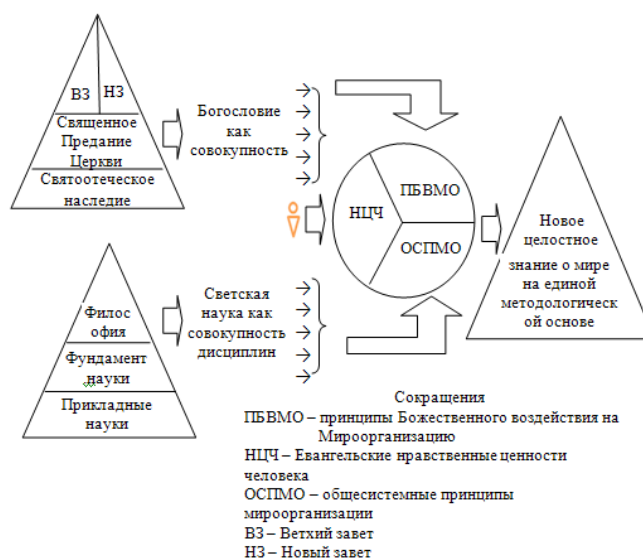 ВЗ
НЗ
Священное
Предание
Церкви
Святоотеческое
наследие
Богословие
как
совокупность
НЦЧ
ПБВМО
ОСПМО
Новое
целостное
знание о мире
на единой
методологическ
ой основе
Филос
офия
Фундамент
науки
Прикладные
науки
Светская
наука как
совокупность
дисциплин
Сокращения
ПБВМО – принципы Божественного воздействия на
Мироорганизацию
НЦЧ – Евангельские нравственные ценности
человека
ОСПМО – общесистемные принципы
мироорганизации
ВЗ – Ветхий завет
НЗ – Новый завет